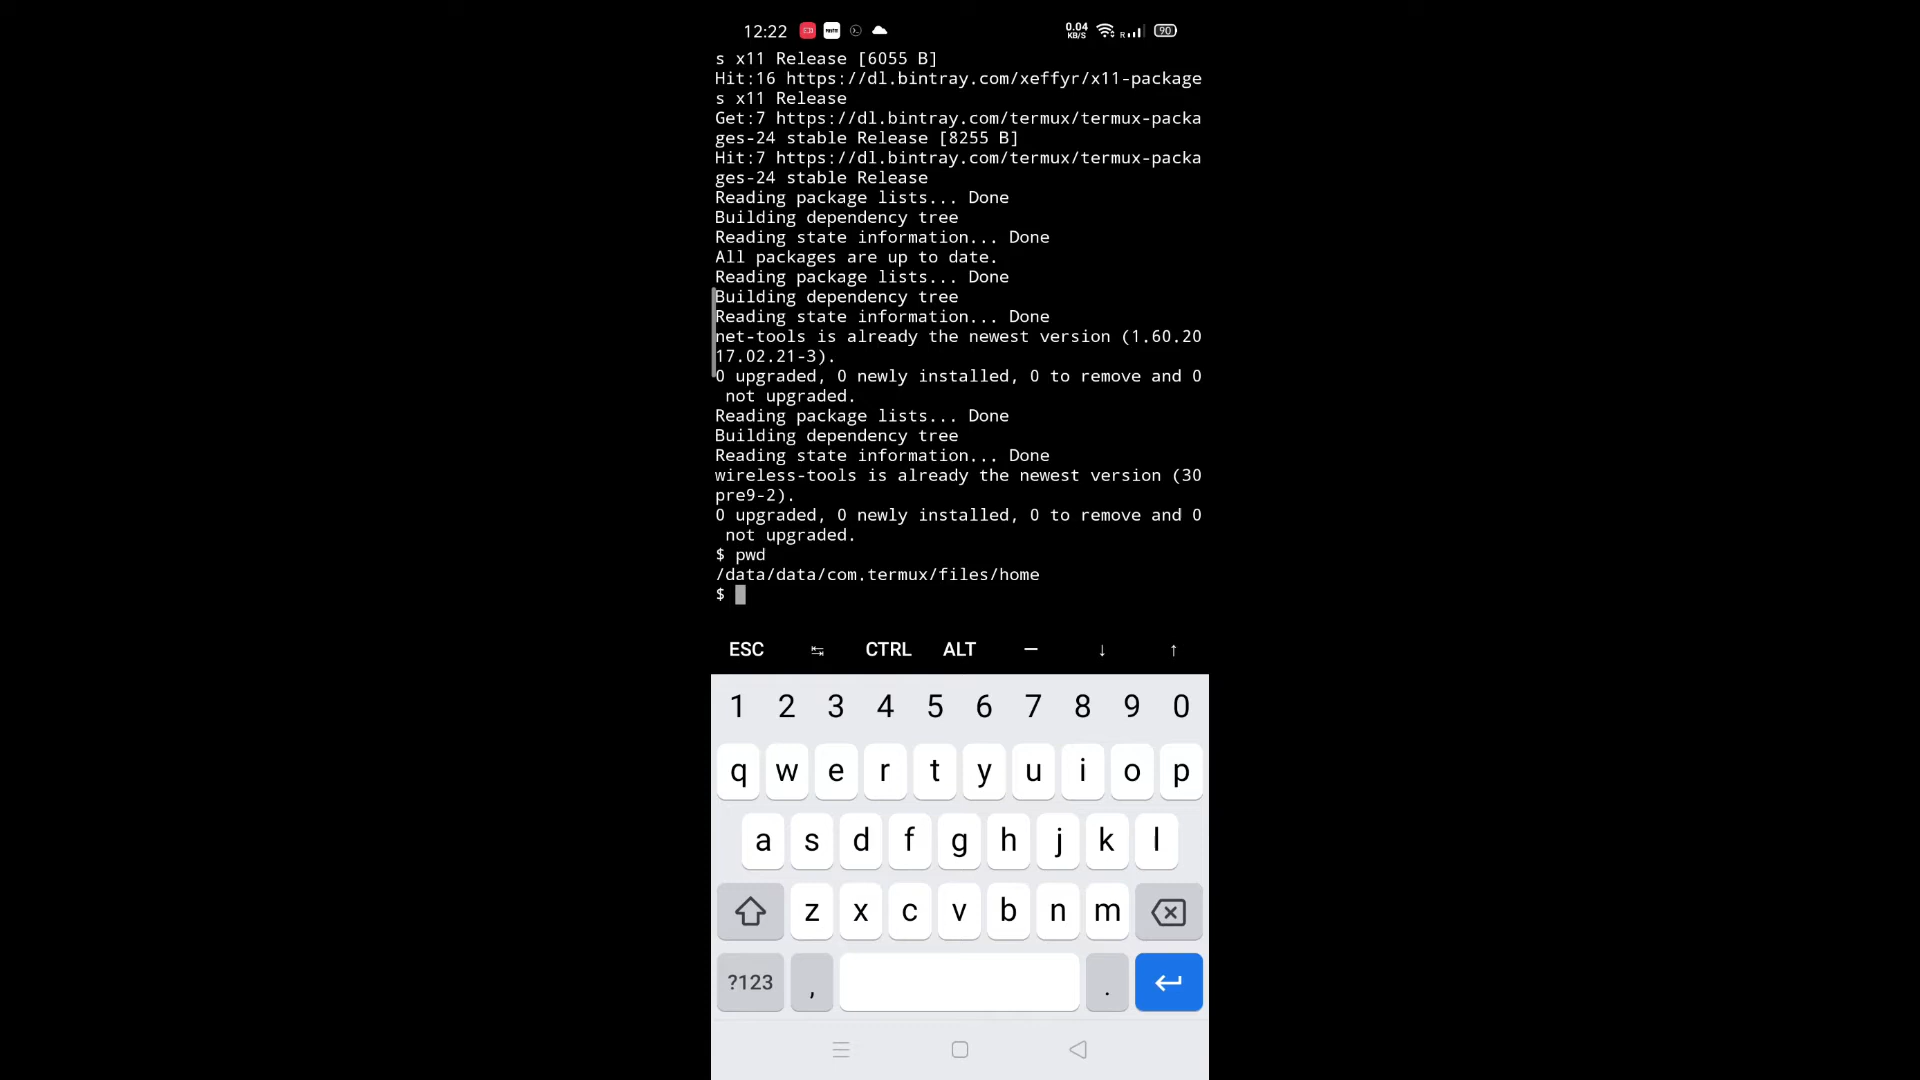 12:22
0.04
KB/S
R
90
s x11 Release [6055 B]
Hit:16 https://dl.bintray.com/xeffyr/x11-package
s x11 Release
Get:7 https://dl.bintray.com/termux/termux-packa
ges-24 stable Release [8255 B]
Hit:7 https://dl.bintray.com/termux/termux-packa
ges-24 stable Release
Reading package lists... Done
Building dependency tree
Reading state information... Done
All packages are up to date.
Reading package lists... Done
Building dependency tree
Reading state information... Done
net-tools is already the newest version (1.60.20
17.02.21-3).
0 upgraded, 0 newly installed, 0 to remove and 0
not upgraded.
Reading package lists... Done
Building dependency tree
Reading state information... Done
wireless-tools is already the newest version (30
pre9-2).
0 upgraded, 0 newly installed, 0 to remove and 0
not upgraded.
$ pwd
/data/data/com.termux/files/home
$
ESC ↹ CTRL ALT — ↓ ↑
1 2 3 4 5 6 7 8 9 0
q w e r t y u i o p
a s d f g h j k l
z x c v b n m
?123 , .